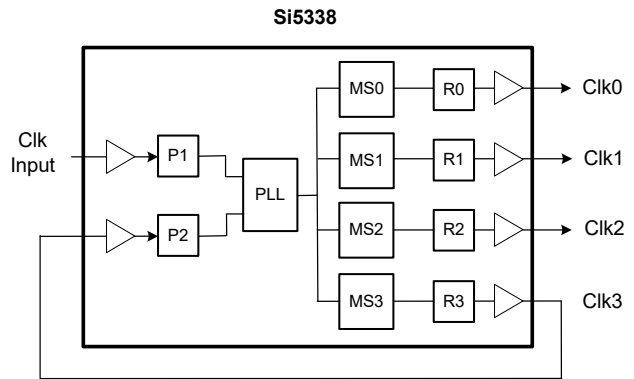 Si5338
MS0
R0
Clk0
Clk
Input
P1
MS1
R1
Clk1
PLL
P2
MS2
R2
Clk2
MS3
R3
Clk3